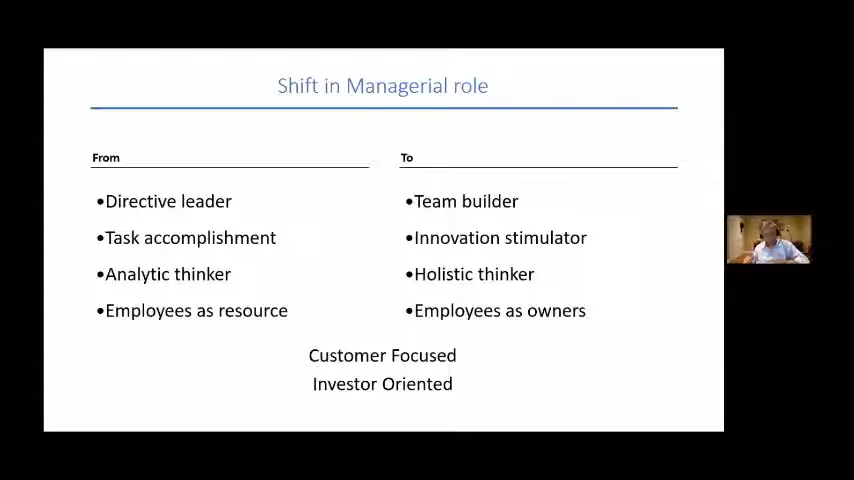 Shift in Managerial role
From
To
•Directive leader
•Team builder
•Task accomplishment
•Innovation stimulator
•Analytic thinker
•Holistic thinker
•Employees as resource
•Employees as owners
Customer Focused
Investor Oriented